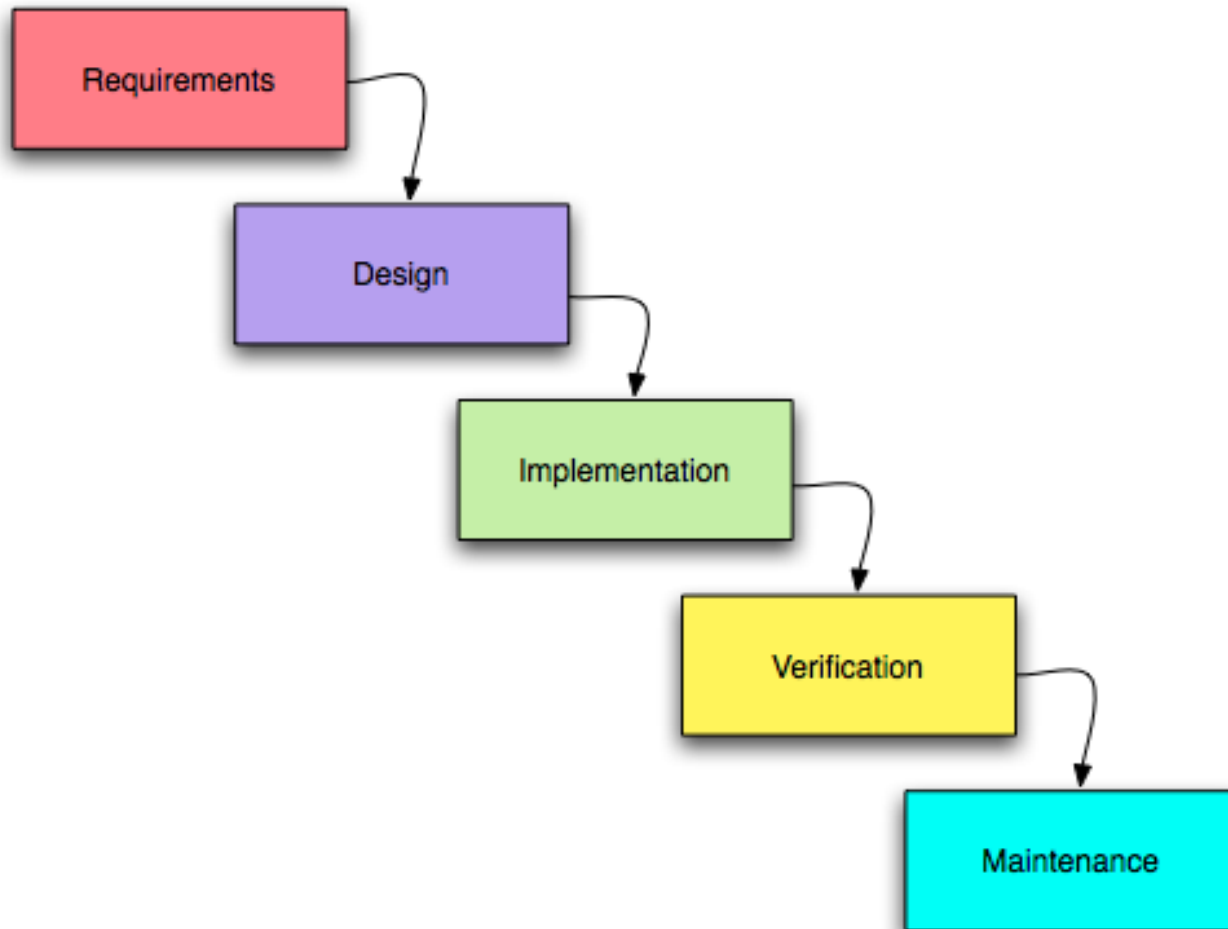 Requirements
Design
Implementation
Verification
Maintenance